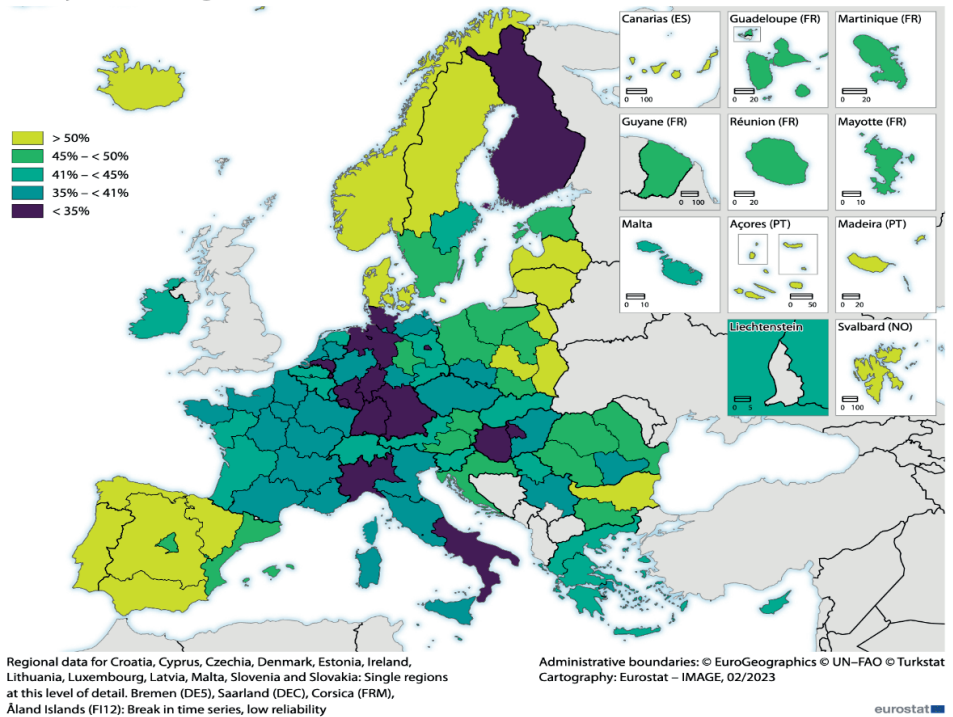 > 50%
45% – < 50%
41% – < 45%
35% – < 41%
< 35%
Canarias (ES)
0 100
Guadeloupe (FR)
0 20
Martinique (FR)
0 20
Guyane (FR)
0 100
Réunion (FR)
0 20
Mayotte (FR)
0 10
Malta
0 10
Açores (PT)
0 50
Madeira (PT)
0 20
Liechtenstein
0 5
Svalbard (NO)
0 100
Regional data for Croatia, Cyprus, Czechia, Denmark, Estonia, Ireland,
Lithuania, Luxembourg, Latvia, Malta, Slovenia and Slovakia: Single regions
at this level of detail. Bremen (DE5), Saarland (DEC), Corsica (FRM),
Åland Islands (FI12): Break in time series, low reliability
Administrative boundaries: © EuroGeographics © UN–FAO © Turkstat
Cartography: Eurostat – IMAGE, 02/2023
eurostat